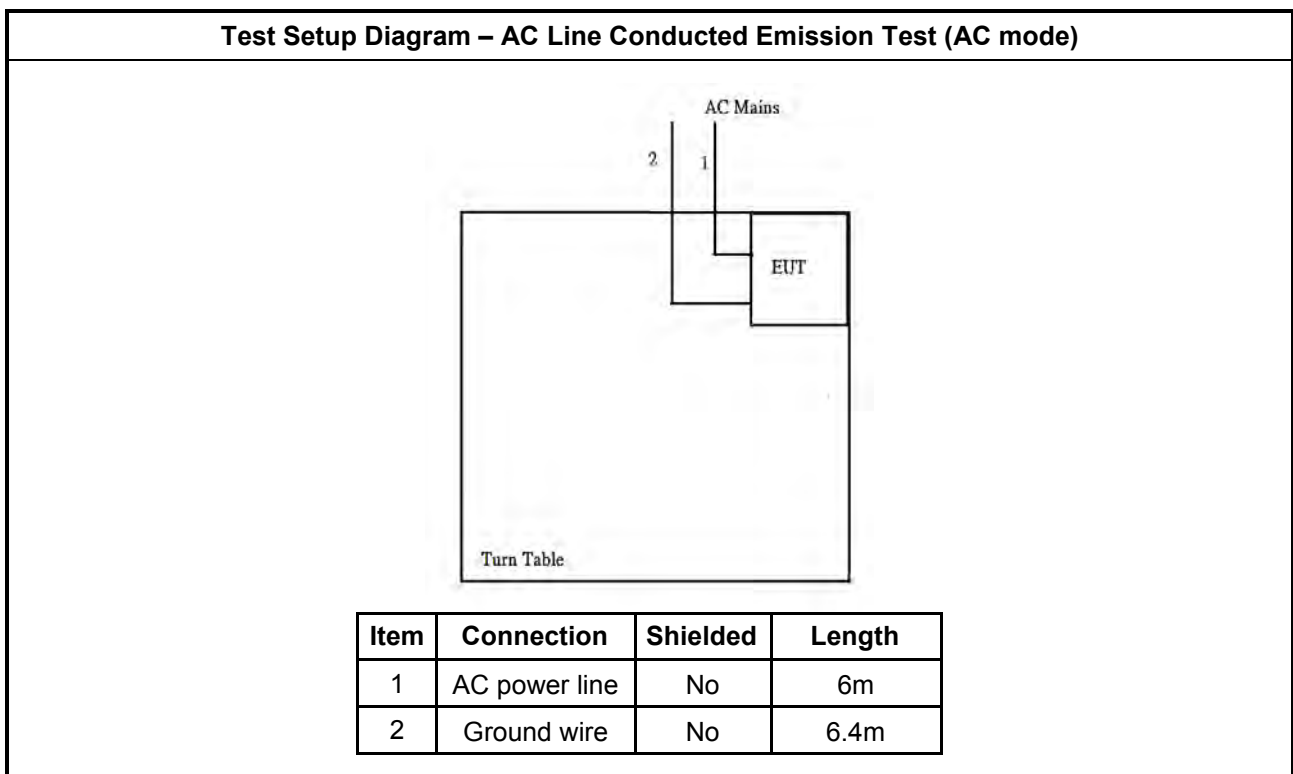 Test Setup Diagram – AC Line Conducted Emission Test (AC mode)
AC Mains
2 1
EUT
Turn Table
Item Connection Shielded Length
1 AC power line No 6m
2 Ground wire No 6.4m